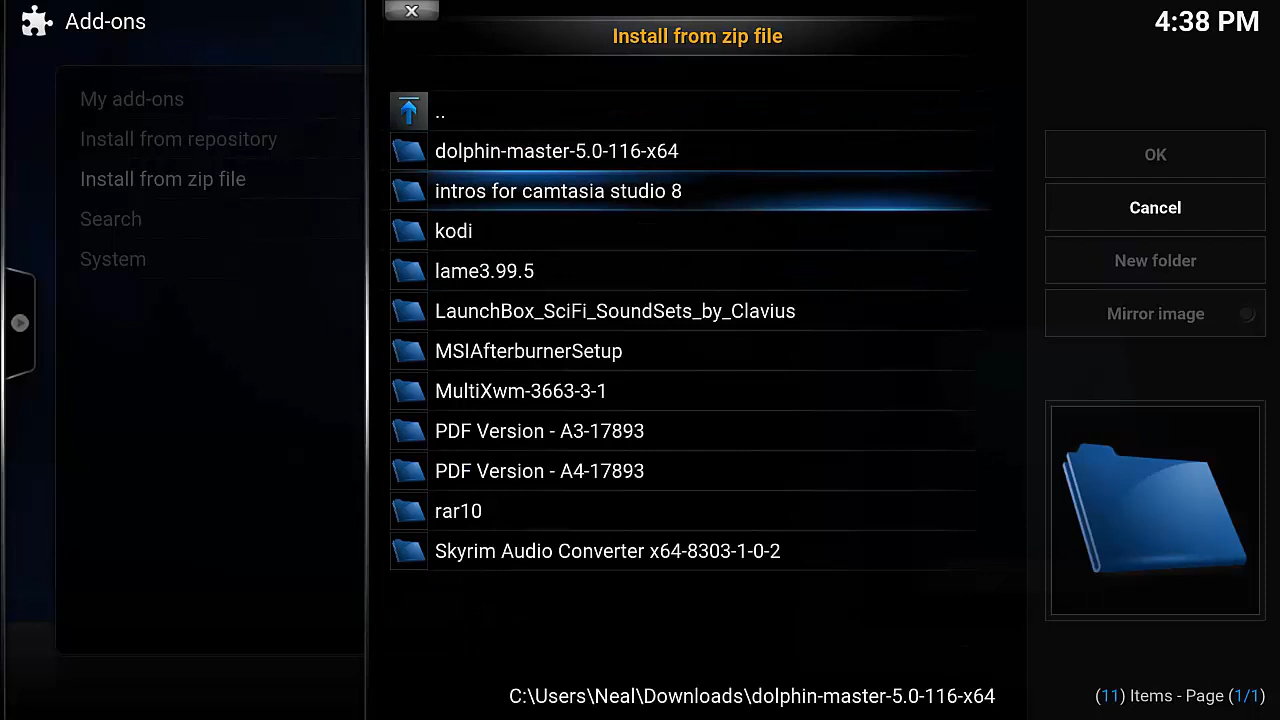 Add-ons
X
Install from zip file
4:38 PM
My add-ons
Install from repository
Install from zip file
Search
System
..
dolphin-master-5.0-116-x64
intros for camtasia studio 8
kodi
lame3.99.5
LaunchBox_SciFi_SoundSets_by_Clavius
MSIAfterburnerSetup
MultiXwm-3663-3-1
PDF Version - A3-17893
PDF Version - A4-17893
rar10
Skyrim Audio Converter x64-8303-1-0-2
OK
Cancel
New folder
Mirror image
C:\Users\Neal\Downloads\dolphin-master-5.0-116-x64
(11) Items - Page (1/1)